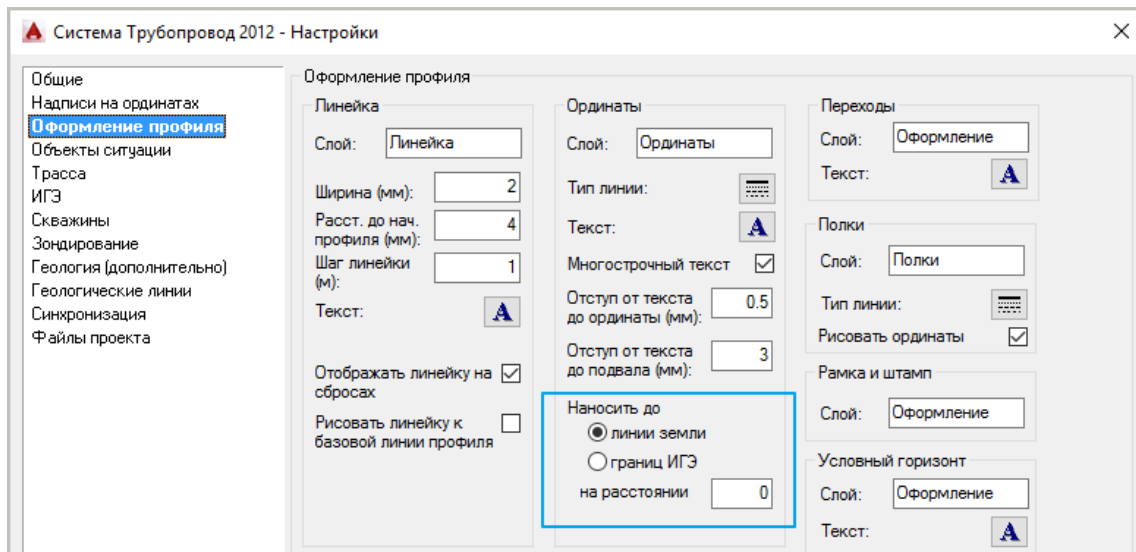 Система Трубопровод 2012 - Настройки
Общие
Надписи на ординатах
Оформление профиля
Объекты ситуации
Трасса
ИГЭ
Скважины
Зондирование
Геология (дополнительно)
Геологические линии
Синхронизация
Файлы проекта
Оформление профиля
Линейка
Слой: Линейка
Ширина (мм): 2
Расст. до нач.
профиля (мм): 4
Шаг линейки
(м): 1
Текст: A
Отображать линейку на
сбросах
Рисовать линейку к
базовой линии профиля
Ординаты
Слой: Ординаты
Тип линии:
Текст: A
Многострочный текст
Отступ от текста
до ординаты (мм): 0.5
Отступ от текста
до подвала (мм): 3
Наносить до
линии земли
границ ИГЭ
на расстоянии 0
Переходы
Слой: Оформление
Текст: A
Полки
Слой: Полки
Тип линии:
Рисовать ординаты
Рамка и штамп
Слой: Оформление
Условный горизонт
Слой: Оформление
Текст: A